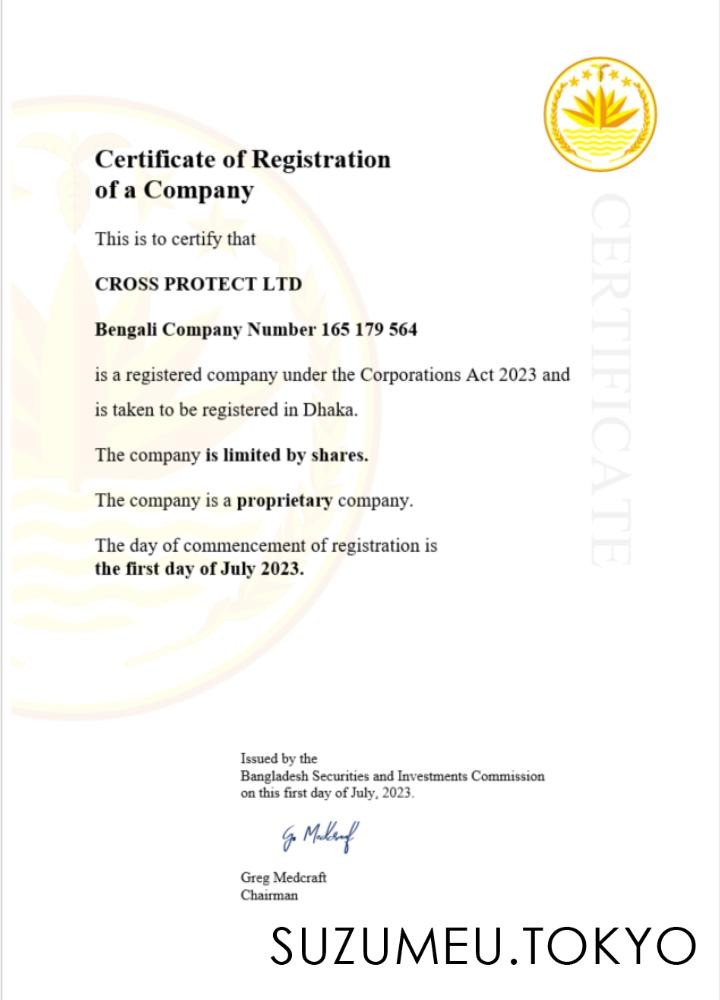 Certificate of Registration
of a Company
This is to certify that
CROSS PROTECT LTD
Bengali Company Number 165 179 564
is a registered company under the Corporations Act 2023 and
is taken to be registered in Dhaka.
The company is limited by shares.
The company is a proprietary company.
The day of commencement of registration is
the first day of July 2023.
CERTIFICATE
Issued by the
Bangladesh Securities and Investments Commission
on this first day of July, 2023.
G. Medcraf
Greg Medcraft
Chairman
SUZUMEU.TOKYO